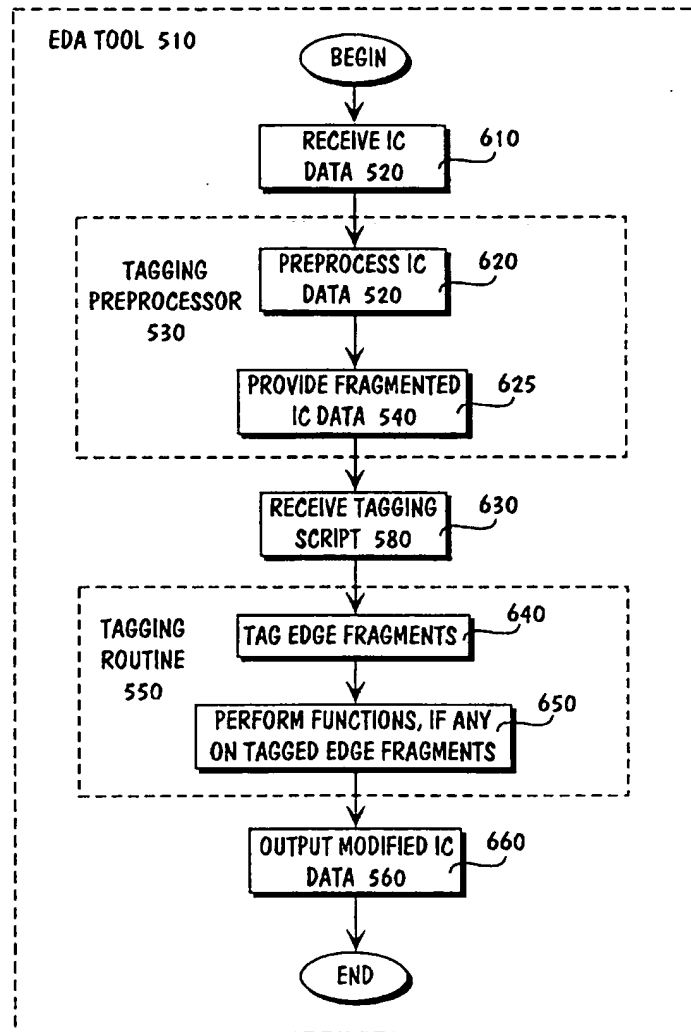 EDA TOOL 510
BEGIN
RECEIVE IC
DATA 520
610
TAGGING
PREPROCESSOR
530
PREPROCESS IC
DATA 520
620
PROVIDE FRAGMENTED
IC DATA 540
625
RECEIVE TAGGING
SCRIPT 580
630
TAGGING
ROUTINE
550
TAG EDGE FRAGMENTS
640
PERFORM FUNCTIONS, IF ANY
ON TAGGED EDGE FRAGMENTS
650
OUTPUT MODIFIED IC
DATA 560
660
END